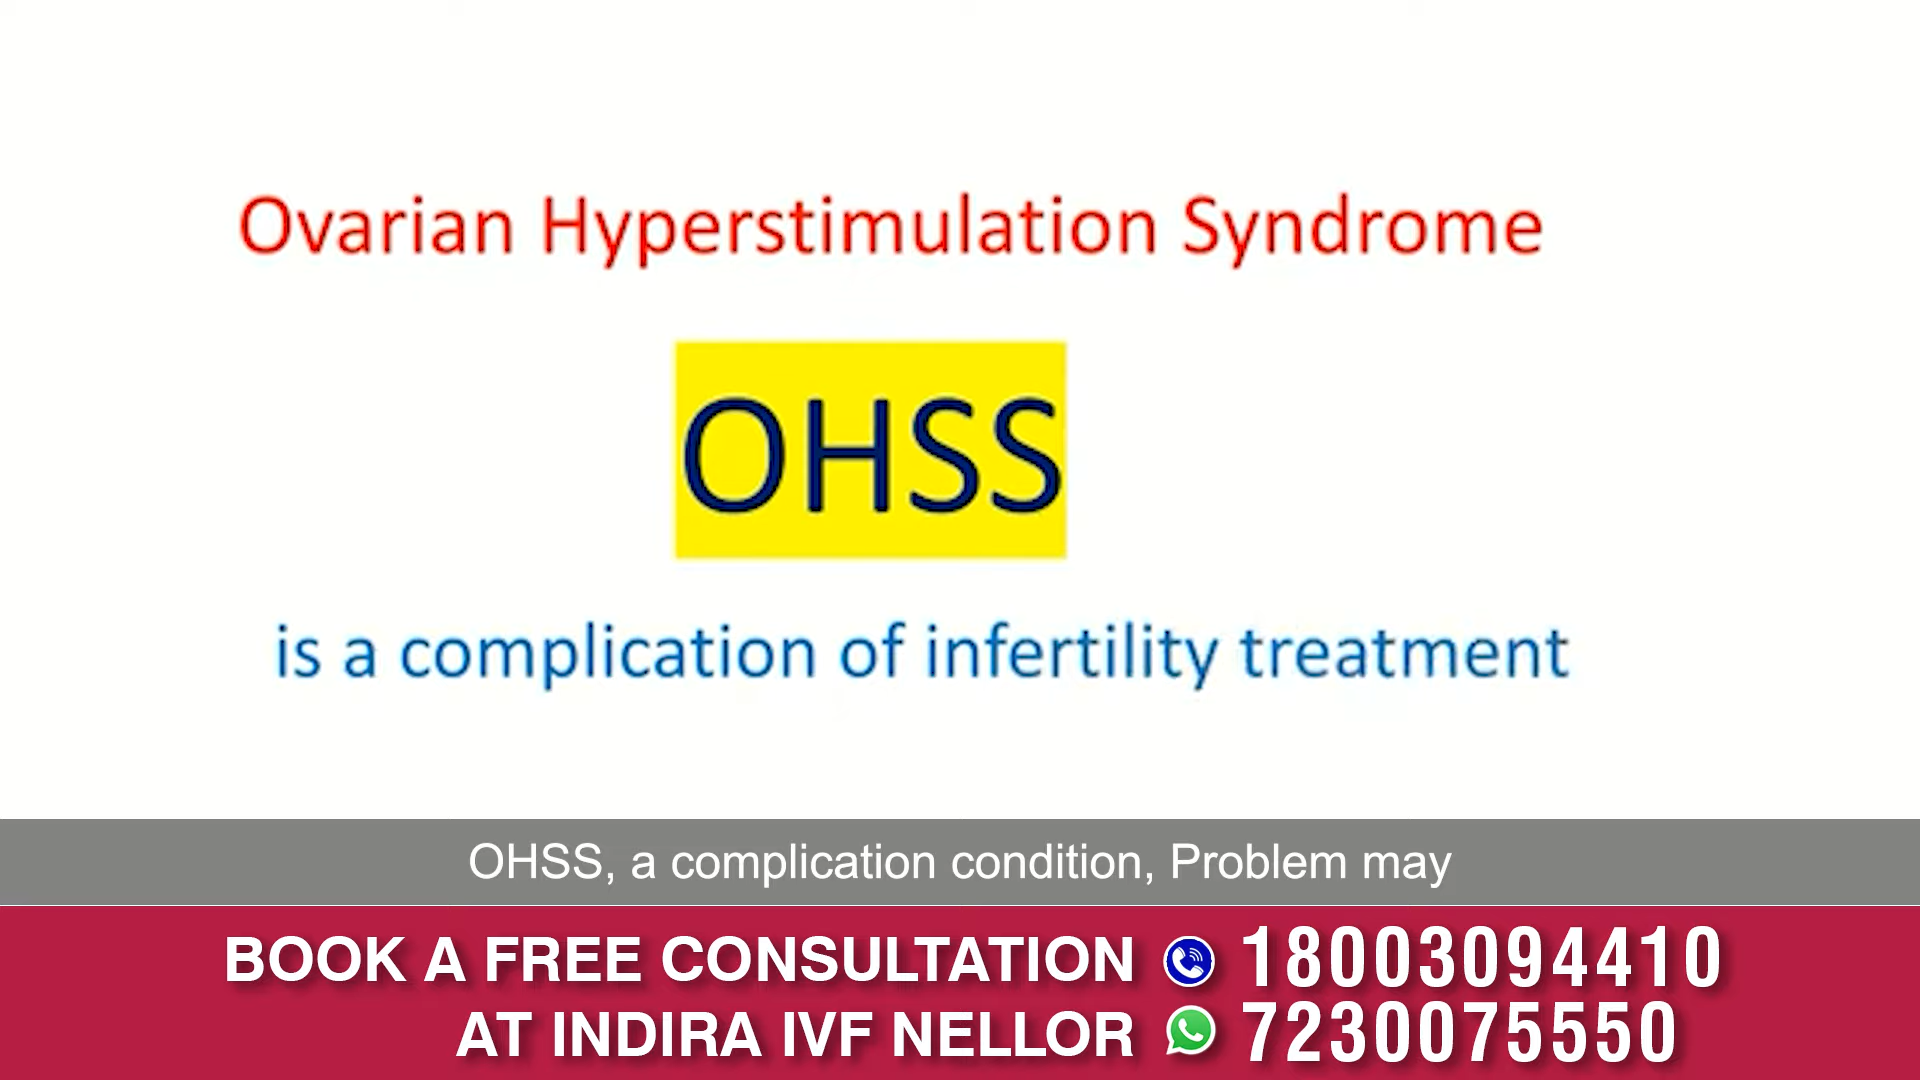 Ovarian Hyperstimulation Syndrome
OHSS
is a complication of infertility treatment
OHSS, a complication condition, Problem may
BOOK A FREE CONSULTATION 18003094410
AT INDIRA IVF NELLOR 7230075550